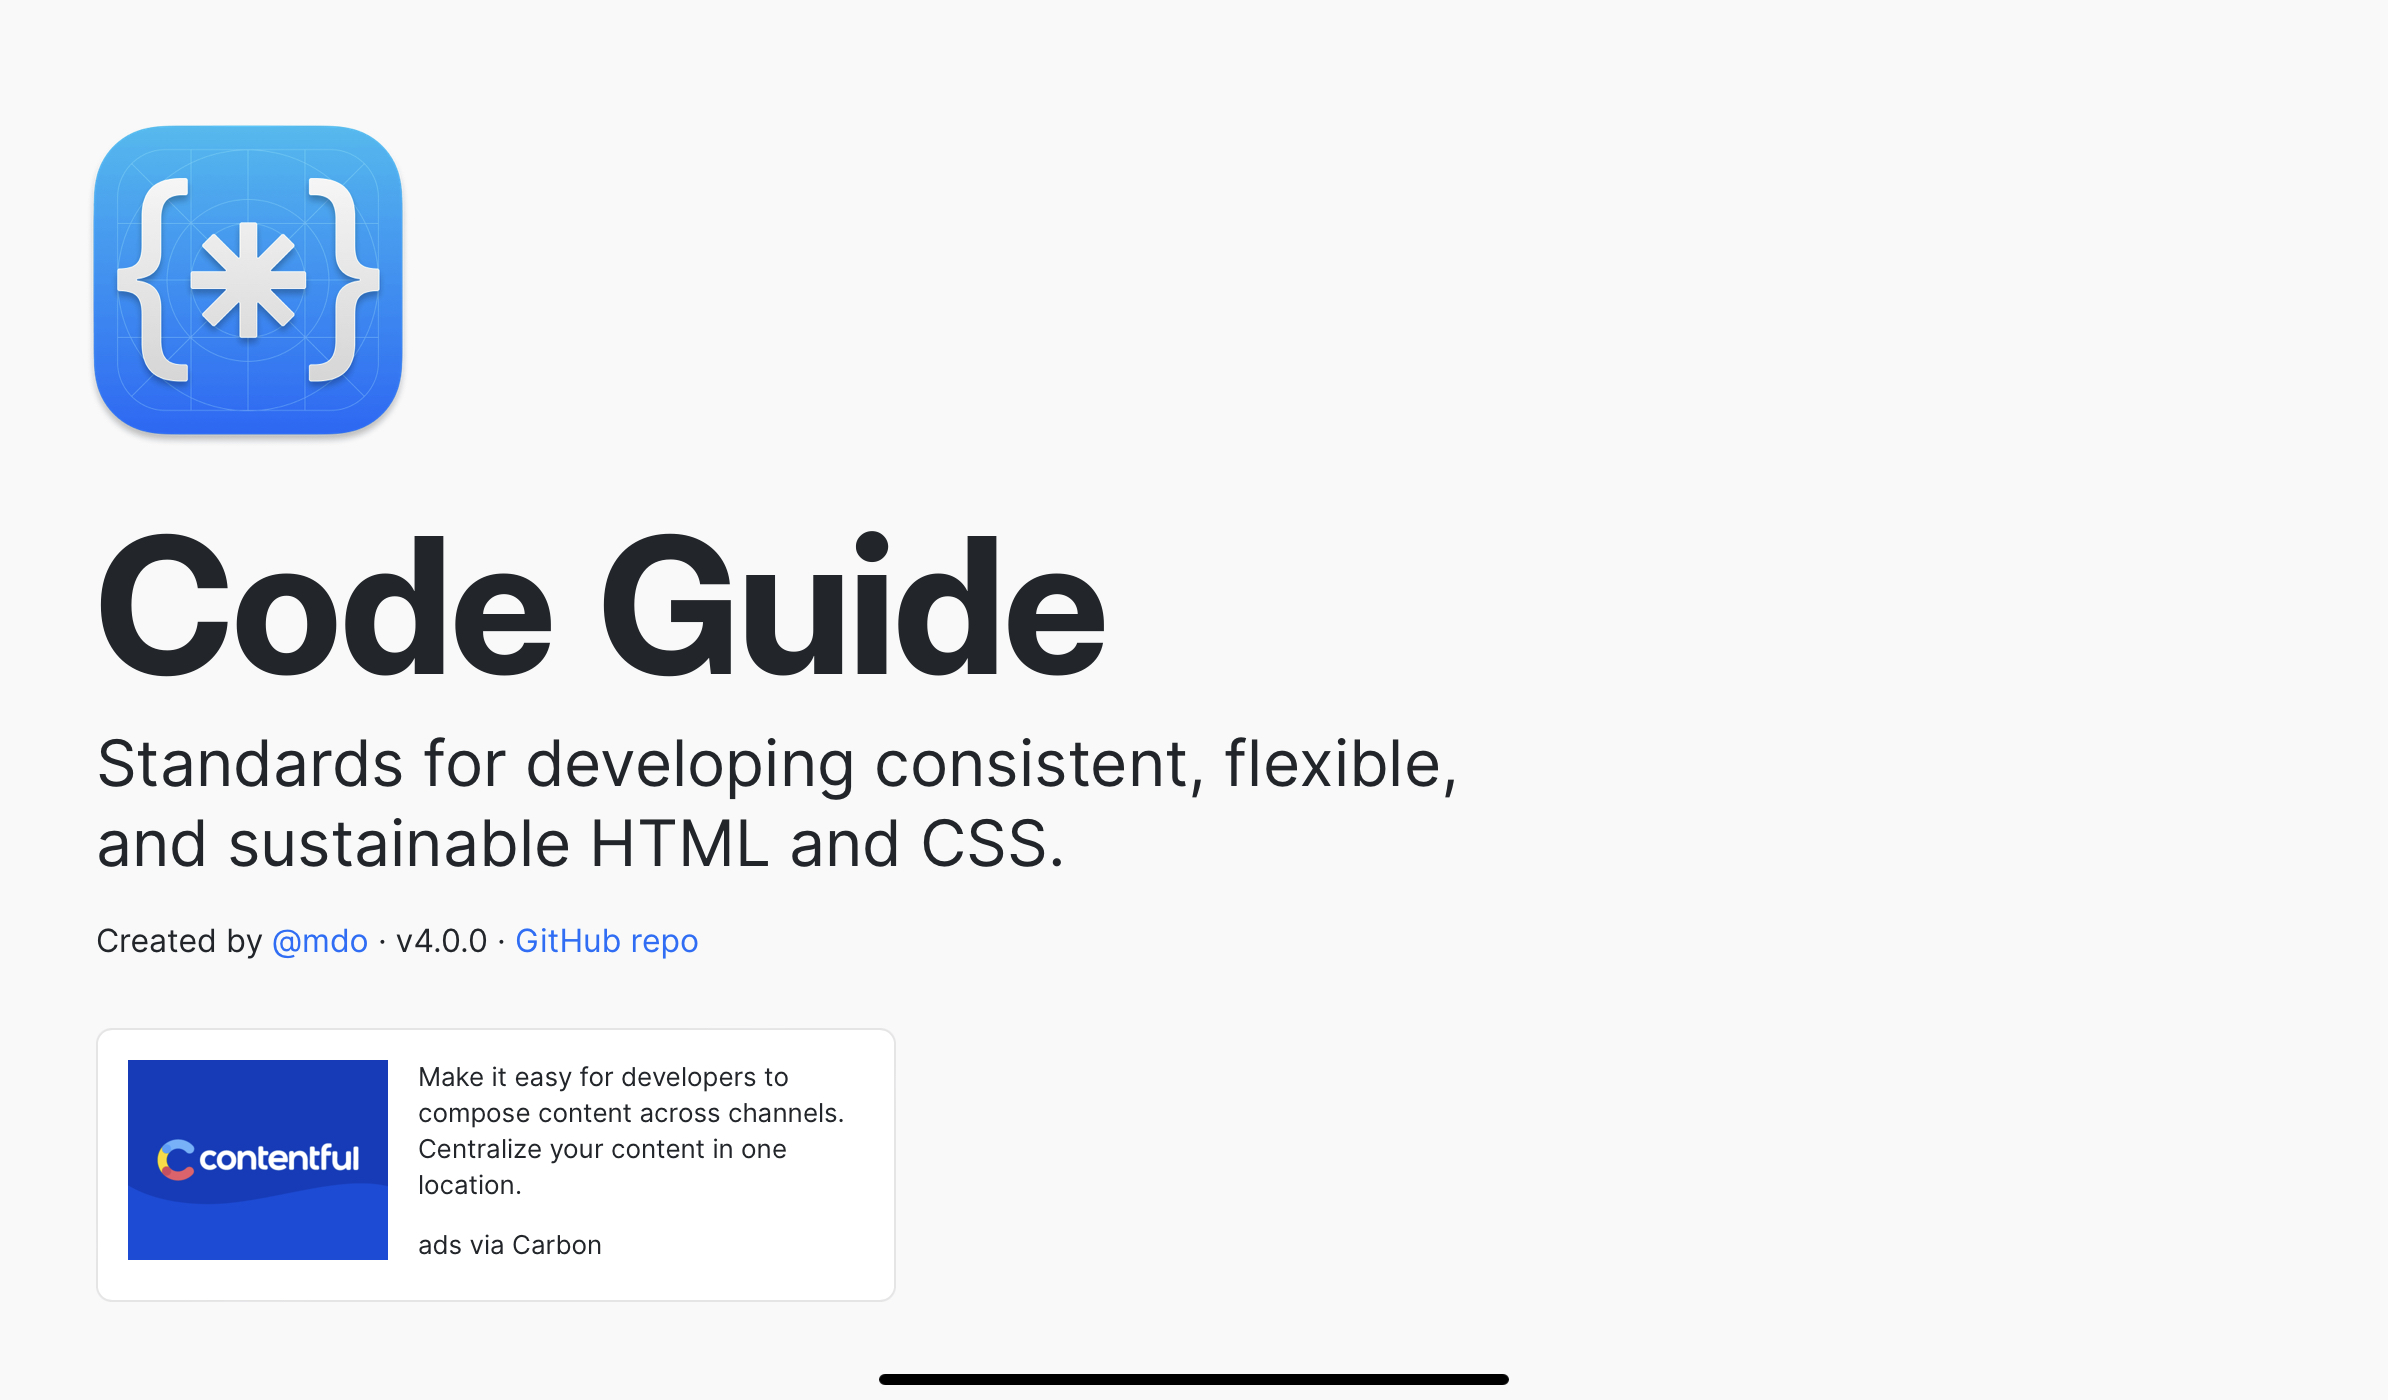 {*}
Code Guide
Standards for developing consistent, flexible,
and sustainable HTML and CSS.
Created by @mdo · v4.0.0 · GitHub repo
contentful
Make it easy for developers to
compose content across channels.
Centralize your content in one
location.
ads via Carbon